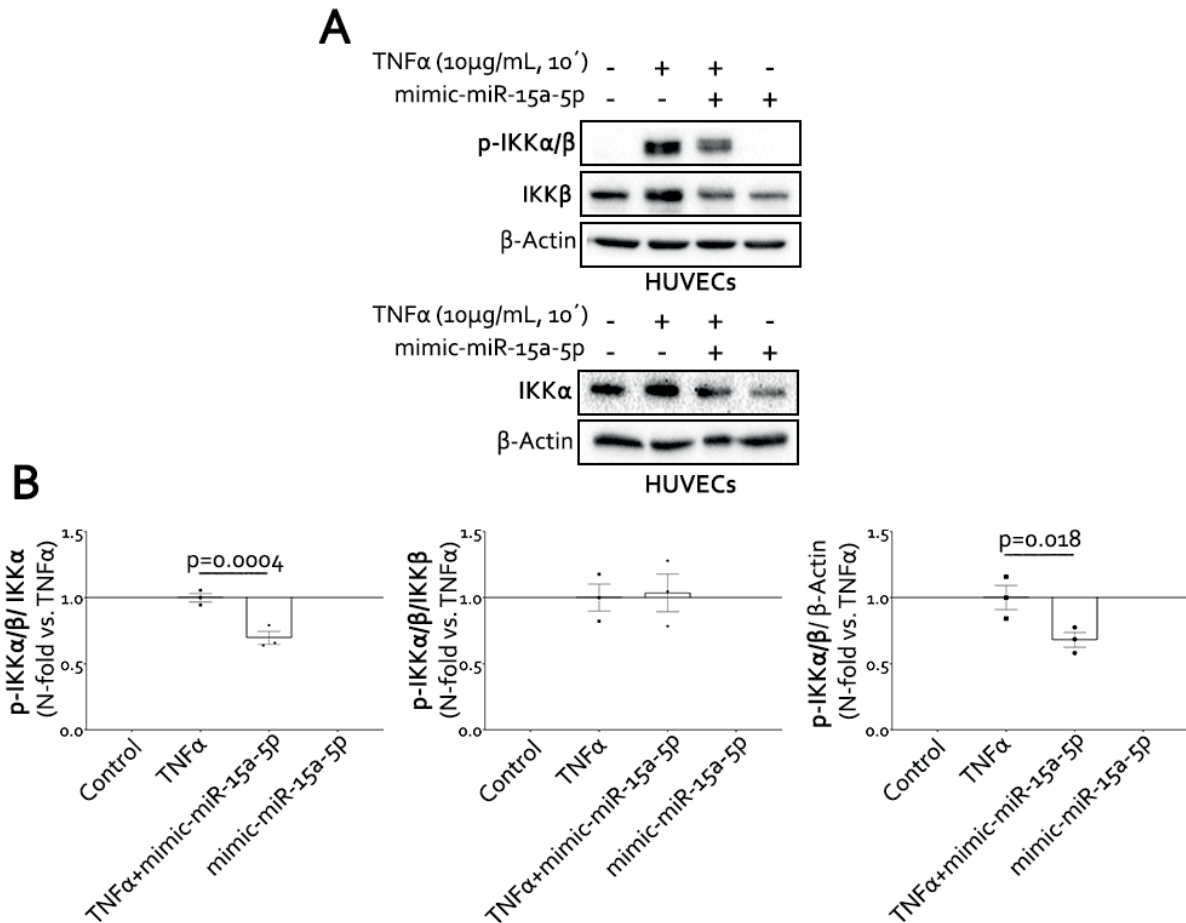 A
TNFα (10µg/mL, 10´) - + + -
mimic-miR-15a-5p - - + +
p-IKKα/β
IKKβ
β-Actin
HUVECs
TNFα (10µg/mL, 10´) - + + -
mimic-miR-15a-5p - - + +
IKKα
β-Actin
HUVECs
B
p-IKKα/β/ IKKα
(N-fold vs. TNFα)
1.5
1.0
0.5
0.0
p=0.0004
Control
TNFα
TNFα+mimic-miR-15a-5p
mimic-miR-15a-5p
p-IKKα/β/IKKβ
(N-fold vs. TNFα)
1.5
1.0
0.5
0.0
Control
TNFα
TNFα+mimic-miR-15a-5p
mimic-miR-15a-5p
p-IKKα/β/ β-Actin
(N-fold vs. TNFα)
1.5
1.0
0.5
0.0
p=0.018
Control
TNFα
TNFα+mimic-miR-15a-5p
mimic-miR-15a-5p